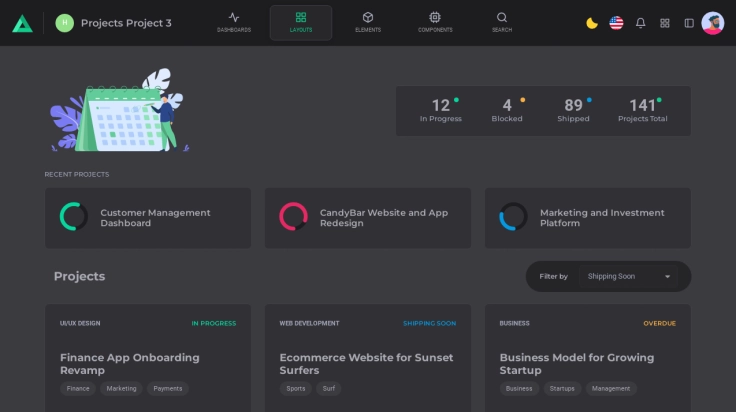 H
Projects Project 3
DASHBOARDS
LAYOUTS
ELEMENTS
COMPONENTS
SEARCH
12
In Progress
4
Blocked
89
Shipped
141
Projects Total
RECENT PROJECTS
Customer Management
Dashboard
CandyBar Website and App
Redesign
Marketing and Investment
Platform
Projects
Filter by
Shipping Soon
UI/UX DESIGN
IN PROGRESS
Finance App Onboarding
Revamp
Finance
Marketing
Payments
WEB DEVELOPMENT
SHIPPING SOON
Ecommerce Website for Sunset
Surfers
Sports
Surf
BUSINESS
OVERDUE
Business Model for Growing
Startup
Business
Startups
Management